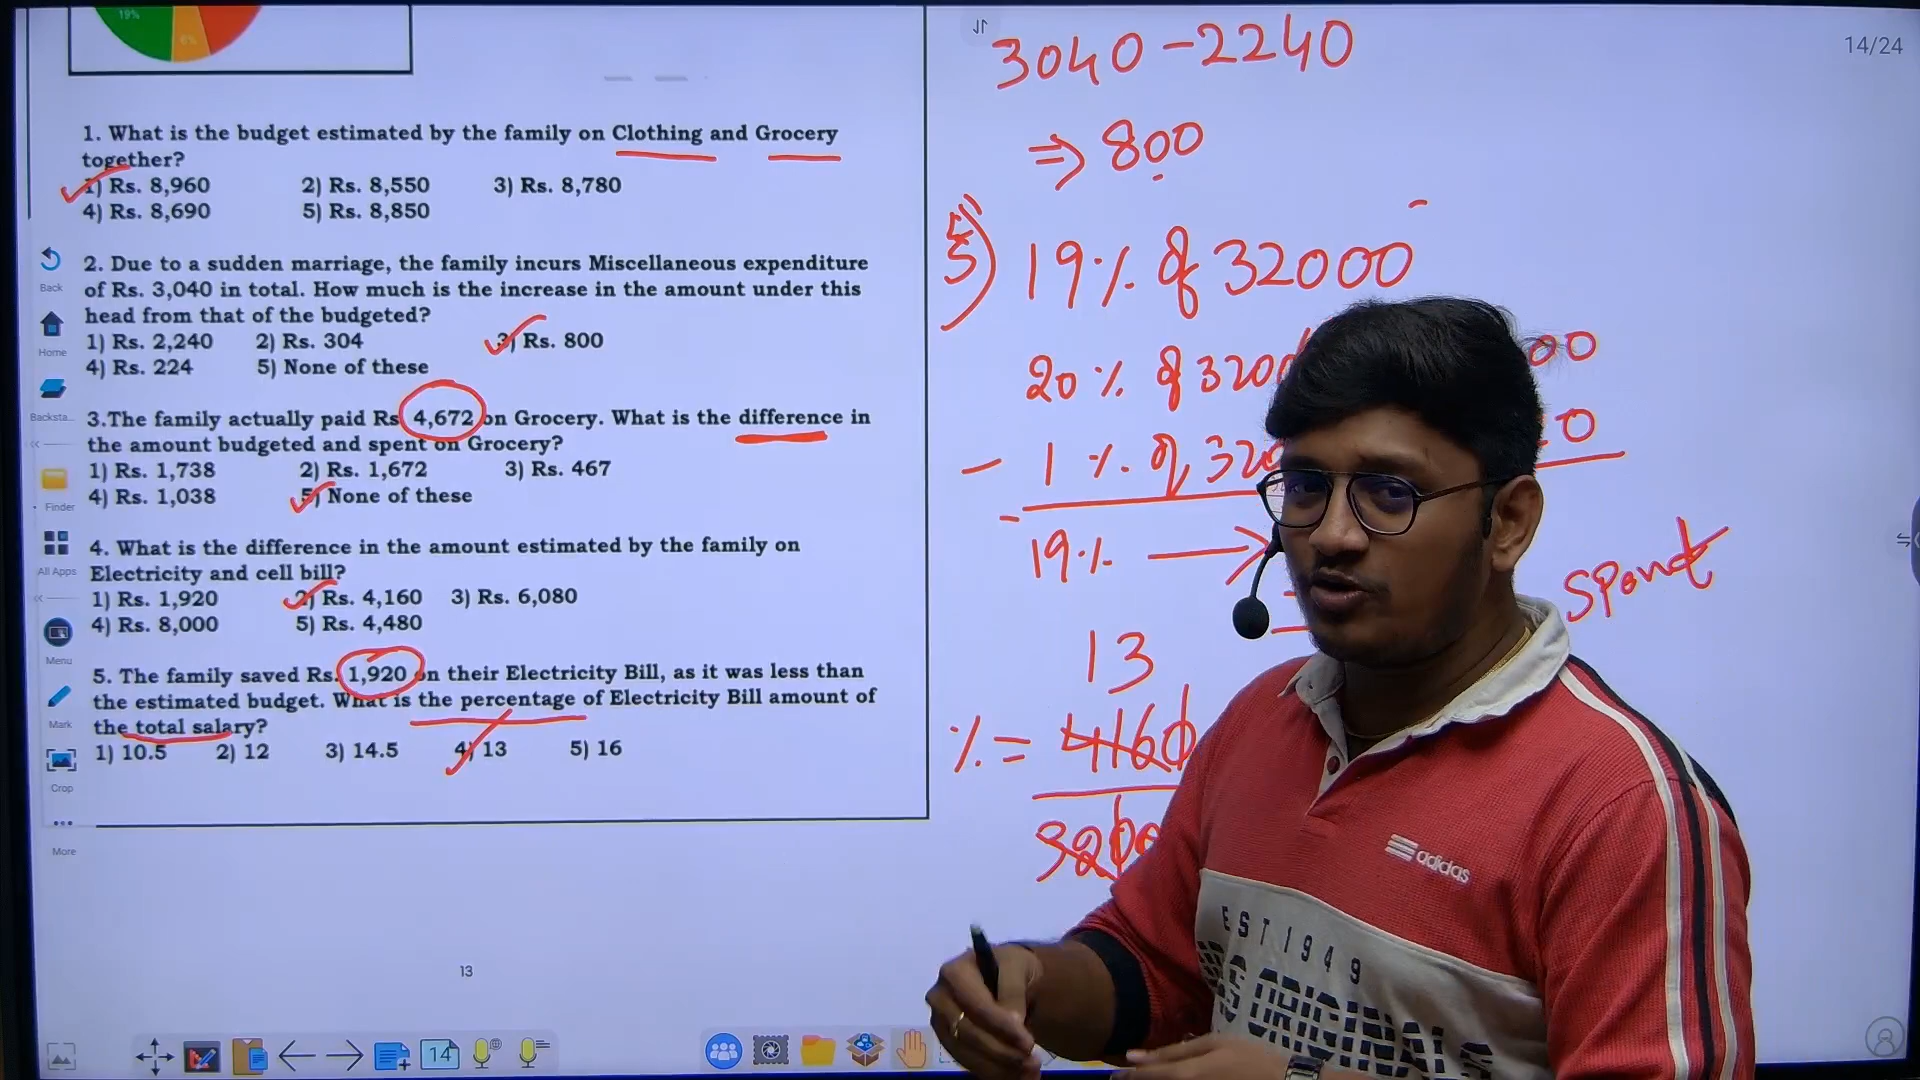 19%
6%
1. What is the budget estimated by the family on Clothing and Grocery
together?
1) Rs. 8,960 2) Rs. 8,550 3) Rs. 8,780
4) Rs. 8,690 5) Rs. 8,850
2. Due to a sudden marriage, the family incurs Miscellaneous expenditure
of Rs. 3,040 in total. How much is the increase in the amount under this
head from that of the budgeted?
1) Rs. 2,240 2) Rs. 304 3) Rs. 800
4) Rs. 224 5) None of these
3.The family actually paid Rs 4,672 on Grocery. What is the difference in
the amount budgeted and spent on Grocery?
1) Rs. 1,738 2) Rs. 1,672 3) Rs. 467
4) Rs. 1,038 5) None of these
4. What is the difference in the amount estimated by the family on
Electricity and cell bill?
1) Rs. 1,920 2) Rs. 4,160 3) Rs. 6,080
4) Rs. 8,000 5) Rs. 4,480
5. The family saved Rs. 1,920 on their Electricity Bill, as it was less than
the estimated budget. What is the percentage of Electricity Bill amount of
the total salary?
1) 10.5 2) 12 3) 14.5 4) 13 5) 16
13
Back
Home
Backsta...
Finder
All Apps
Menu
Mark
Crop
More
14
14/24
3040-2240
⇒ 800
5) 19% of 32000
20% of 320
00
- 1% of 320
0
19% →
spent
13
% = 4160
320
adidas
EST 1949
ORIGINALS